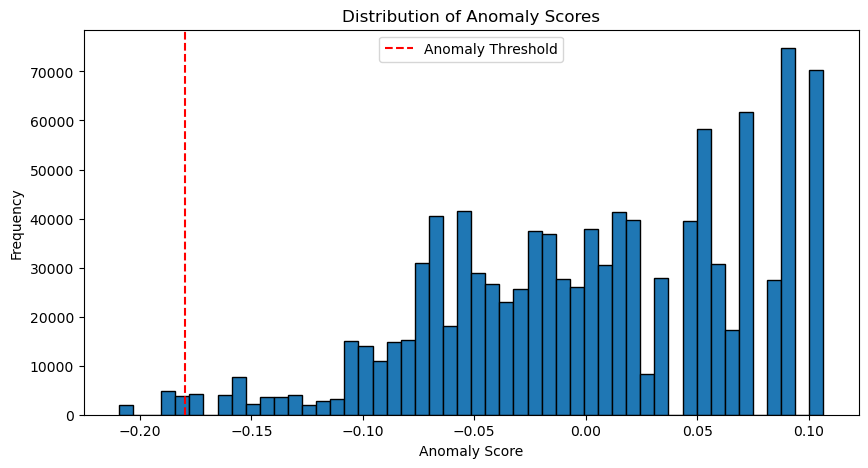 Distribution of Anomaly Scores
Anomaly Threshold
Frequency
70000
60000
50000
40000
30000
20000
10000
0
−0.20 −0.15 −0.10 −0.05 0.00 0.05 0.10
Anomaly Score